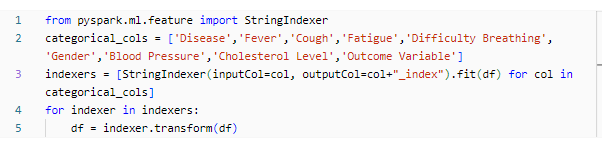 1 from pyspark.ml.feature import StringIndexer
2 categorical_cols = ['Disease','Fever','Cough','Fatigue','Difficulty Breathing',
'Gender','Blood Pressure','Cholesterol Level','Outcome Variable']
3 indexers = [StringIndexer(inputCol=col, outputCol=col+"_index").fit(df) for col in
categorical_cols]
4 for indexer in indexers:
5 df = indexer.transform(df)